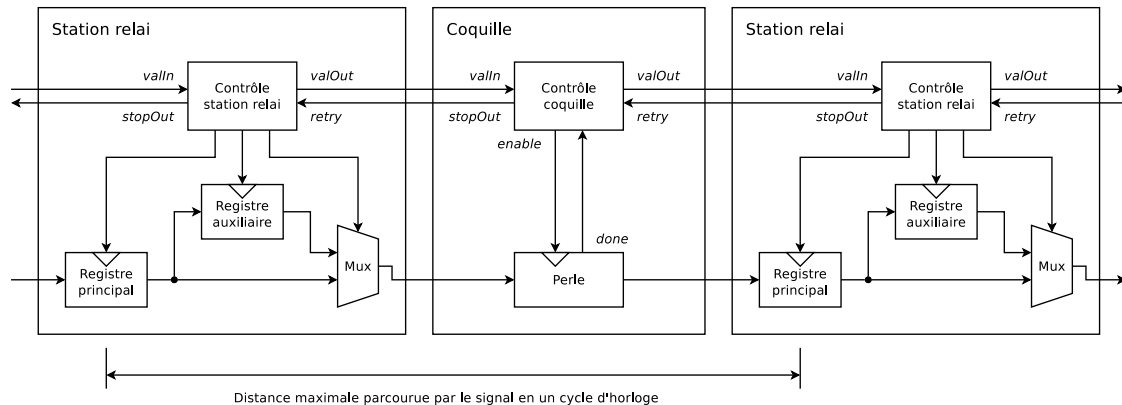 Station relai
Coquille
Station relai
valIn
Contrôle
station relai
valOut
stopOut
retry
valIn
Contrôle
coquille
valOut
stopOut
retry
enable
done
valIn
Contrôle
station relai
valOut
stopOut
retry
Registre
auxiliaire
Registre
principal
Mux
Perle
Registre
auxiliaire
Registre
principal
Mux
Distance maximale parcourue par le signal en un cycle d'horloge